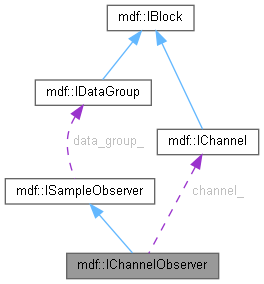 mdf::IBlock
mdf::IDataGroup
mdf::IChannel
data_group_
mdf::ISampleObserver
channel_
mdf::IChannelObserver